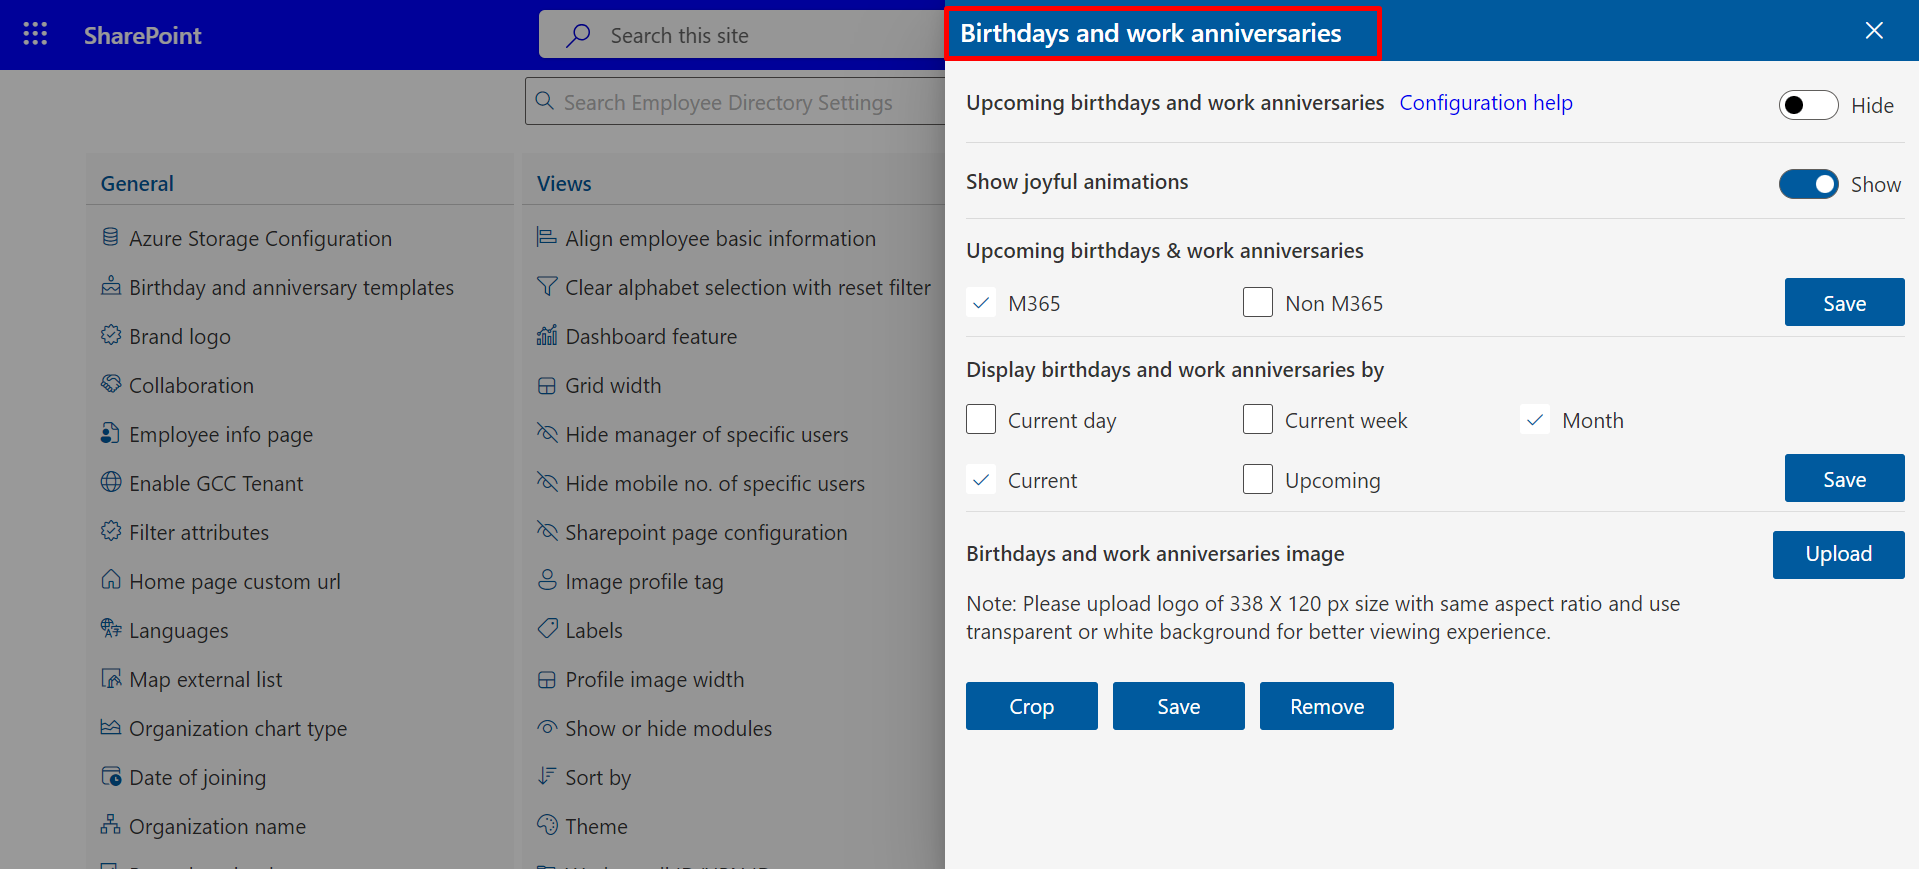 SharePoint
Search this site
Search Employee Directory Settings
General
Azure Storage Configuration
Birthday and anniversary templates
Brand logo
Collaboration
Employee info page
Enable GCC Tenant
Filter attributes
Home page custom url
Languages
Map external list
Organization chart type
Date of joining
Organization name
Views
Align employee basic information
Clear alphabet selection with reset filter
Dashboard feature
Grid width
Hide manager of specific users
Hide mobile no. of specific users
Sharepoint page configuration
Image profile tag
Labels
Profile image width
Show or hide modules
Sort by
Theme
Birthdays and work anniversaries
Upcoming birthdays and work anniversaries Configuration help Hide
Show joyful animations Show
Upcoming birthdays & work anniversaries
M365 Non M365 Save
Display birthdays and work anniversaries by
Current day Current week Month
Current Upcoming Save
Birthdays and work anniversaries image Upload
Note: Please upload logo of 338 X 120 px size with same aspect ratio and use
transparent or white background for better viewing experience.
Crop Save Remove